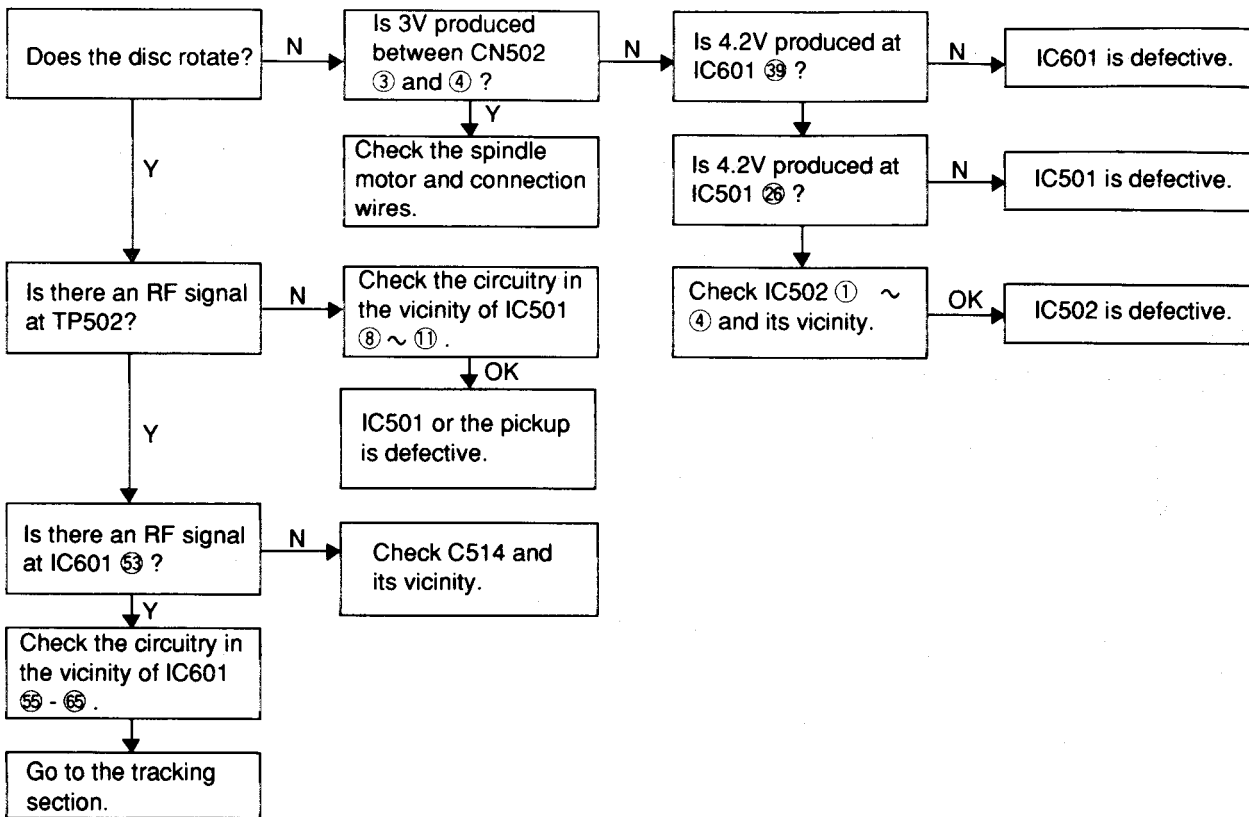 Does the disc rotate?
N
Is 3V produced
between CN502
③ and ④ ?
N
Is 4.2V produced at
IC601 ㊴ ?
N
IC601 is defective.
Y
Y
Check the spindle
motor and connection
wires.
Is 4.2V produced at
IC501 ㉖ ?
N
IC501 is defective.
Is there an RF signal
at TP502?
N
Check the circuitry in
the vicinity of IC501
⑧ ~ ⑪ .
Check IC502 ① ~
④ and its vicinity.
OK
IC502 is defective.
OK
Y
IC501 or the pickup
is defective.
Is there an RF signal
at IC601 53 ?
N
Check C514 and
its vicinity.
Y
Check the circuitry in
the vicinity of IC601
55 - 65 .
Go to the tracking
section.